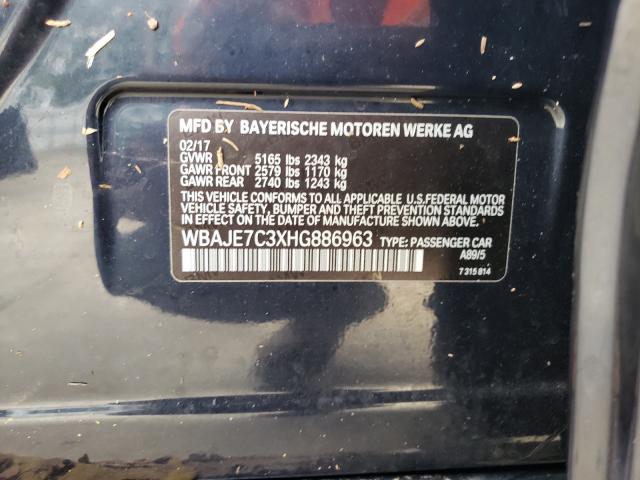 MFD BY BAYERISCHE MOTOREN WERKE AG
02/17
GVWR 5165 lbs 2343 kg
GAWR FRONT 2579 lbs 1170 kg
GAWR REAR 2740 lbs 1243 kg
THIS VEHICLE CONFORMS TO ALL APPLICABLE U.S.FEDERAL MOTOR
VEHICLE SAFETY, BUMPER AND THEFT PREVENTION STANDARDS IN EFFECT ON THE
DATE OF MANUFACTURE SHOWN ABOVE.
WBAJE7C3XHG886963 TYPE: PASSENGER CAR
A89/5
7 315 814